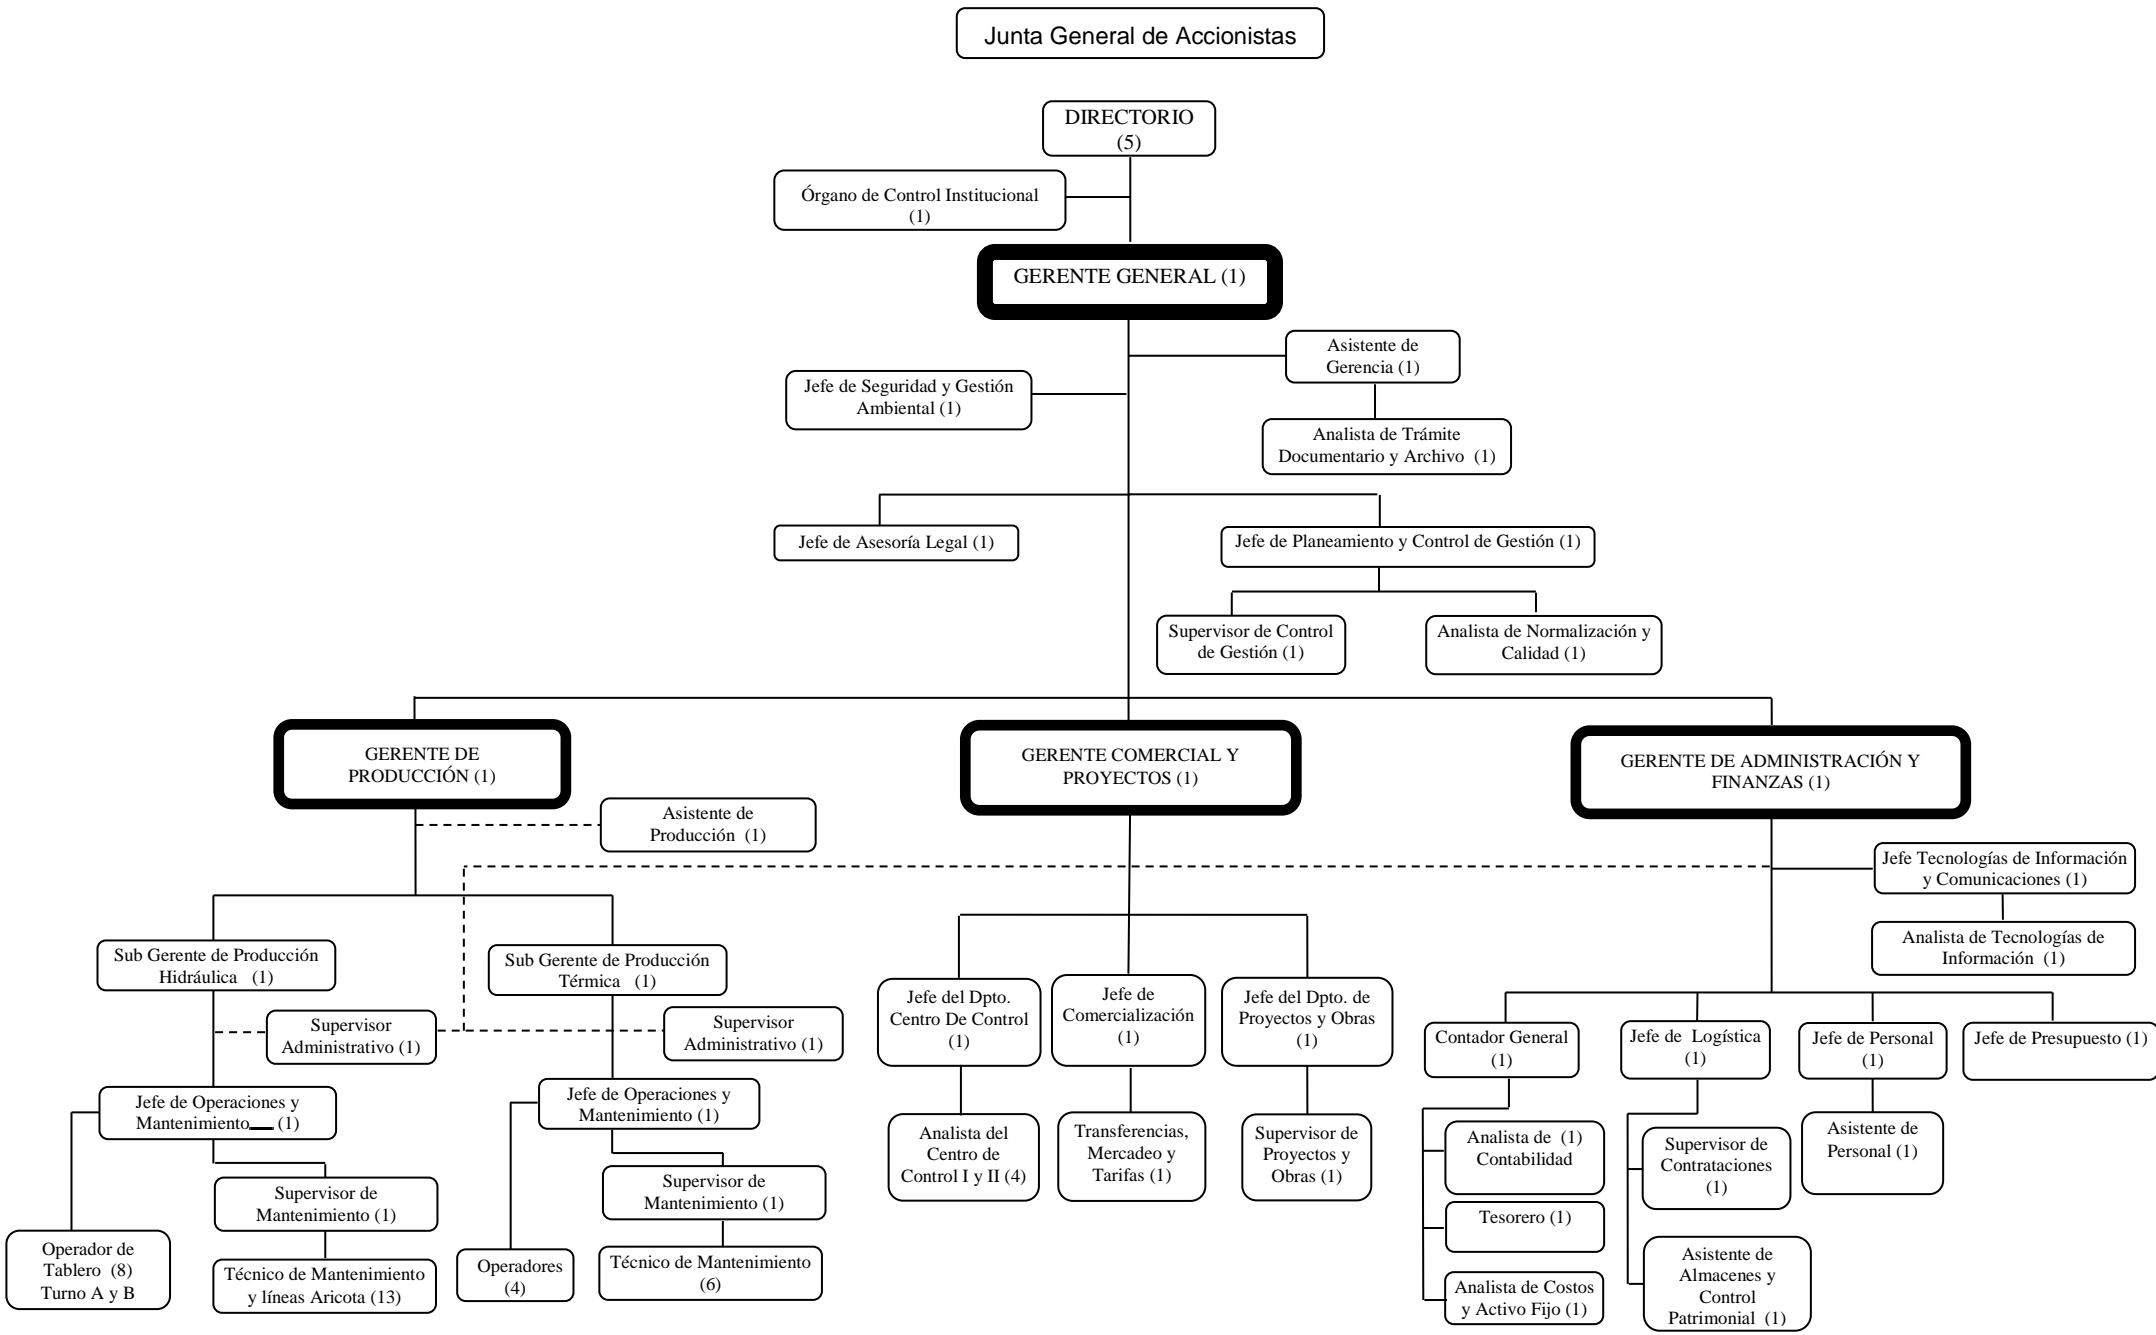 Junta General de Accionistas
DIRECTORIO
(5)
Órgano de Control Institucional
(1)
GERENTE GENERAL (1)
Asistente de
Gerencia (1)
Jefe de Seguridad y Gestión
Ambiental (1)
Analista de Trámite
Documentario y Archivo (1)
Jefe de Asesoría Legal (1)
Jefe de Planeamiento y Control de Gestión (1)
Supervisor de Control
de Gestión (1)
Analista de Normalización y
Calidad (1)
GERENTE DE
PRODUCCIÓN (1)
GERENTE COMERCIAL Y
PROYECTOS (1)
GERENTE DE ADMINISTRACIÓN Y
FINANZAS (1)
Asistente de
Producción (1)
Jefe Tecnologías de Información
y Comunicaciones (1)
Analista de Tecnologías de
Información (1)
Sub Gerente de Producción
Hidráulica (1)
Sub Gerente de Producción
Térmica (1)
Supervisor
Administrativo (1)
Supervisor
Administrativo (1)
Jefe del Dpto.
Centro De Control
(1)
Jefe de
Comercialización
(1)
Jefe del Dpto. de
Proyectos y Obras
(1)
Contador General
(1)
Jefe de Logística
(1)
Jefe de Personal
(1)
Jefe de Presupuesto (1)
Jefe de Operaciones y
Mantenimiento (1)
Jefe de Operaciones y
Mantenimiento (1)
Analista del
Centro de
Control I y II (4)
Transferencias,
Mercadeo y
Tarifas (1)
Supervisor de
Proyectos y
Obras (1)
Analista de (1)
Contabilidad
Supervisor de
Contrataciones
(1)
Asistente de
Personal (1)
Supervisor de
Mantenimiento (1)
Supervisor de
Mantenimiento (1)
Tesorero (1)
Operador de
Tablero (8)
Turno A y B
Técnico de Mantenimiento
y líneas Aricota (13)
Operadores
(4)
Técnico de Mantenimiento
(6)
Analista de Costos
y Activo Fijo (1)
Asistente de
Almacenes y
Control
Patrimonial (1)